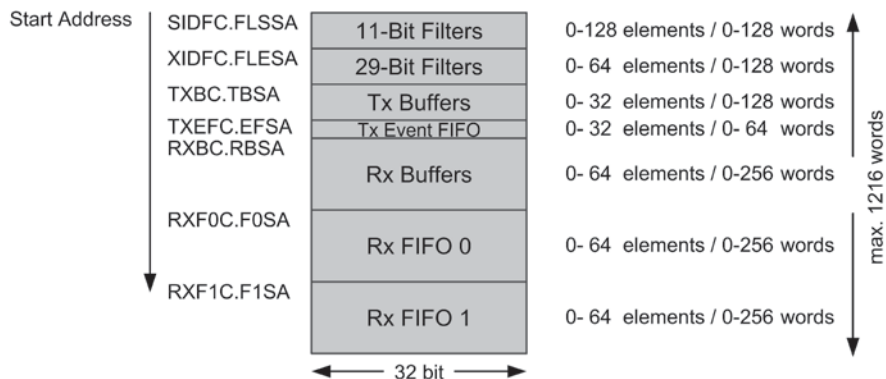 Start Address
SIDFC.FLSSA
11-Bit Filters
0-128 elements / 0-128 words
XIDFC.FLESA
29-Bit Filters
0- 64 elements / 0-128 words
TXBC.TBSA
Tx Buffers
0- 32 elements / 0-128 words
TXEFC.EFSA
Tx Event FIFO
0- 32 elements / 0- 64 words
RXBC.RBSA
Rx Buffers
0- 64 elements / 0-256 words
RXF0C.F0SA
Rx FIFO 0
0- 64 elements / 0-256 words
RXF1C.F1SA
Rx FIFO 1
0- 64 elements / 0-256 words
max. 1216 words
32 bit